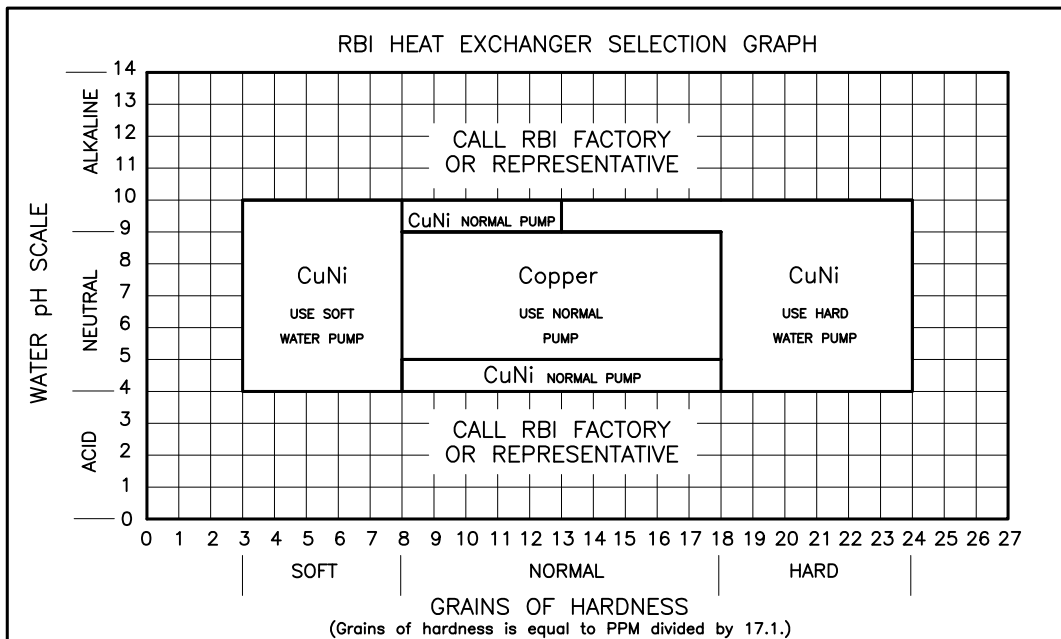 RBI HEAT EXCHANGER SELECTION GRAPH
WATER pH SCALE
ALKALINE
NEUTRAL
ACID
14
13
12
11
10
9
8
7
6
5
4
3
2
1
0
CALL RBI FACTORY
OR REPRESENTATIVE
CuNi NORMAL PUMP
CuNi
USE SOFT
WATER PUMP
Copper
USE NORMAL
PUMP
CuNi
USE HARD
WATER PUMP
CuNi NORMAL PUMP
CALL RBI FACTORY
OR REPRESENTATIVE
0 1 2 3 4 5 6 7 8 9 10 11 12 13 14 15 16 17 18 19 20 21 22 23 24 25 26 27
SOFT NORMAL HARD
GRAINS OF HARDNESS
(Grains of hardness is equal to PPM divided by 17.1.)